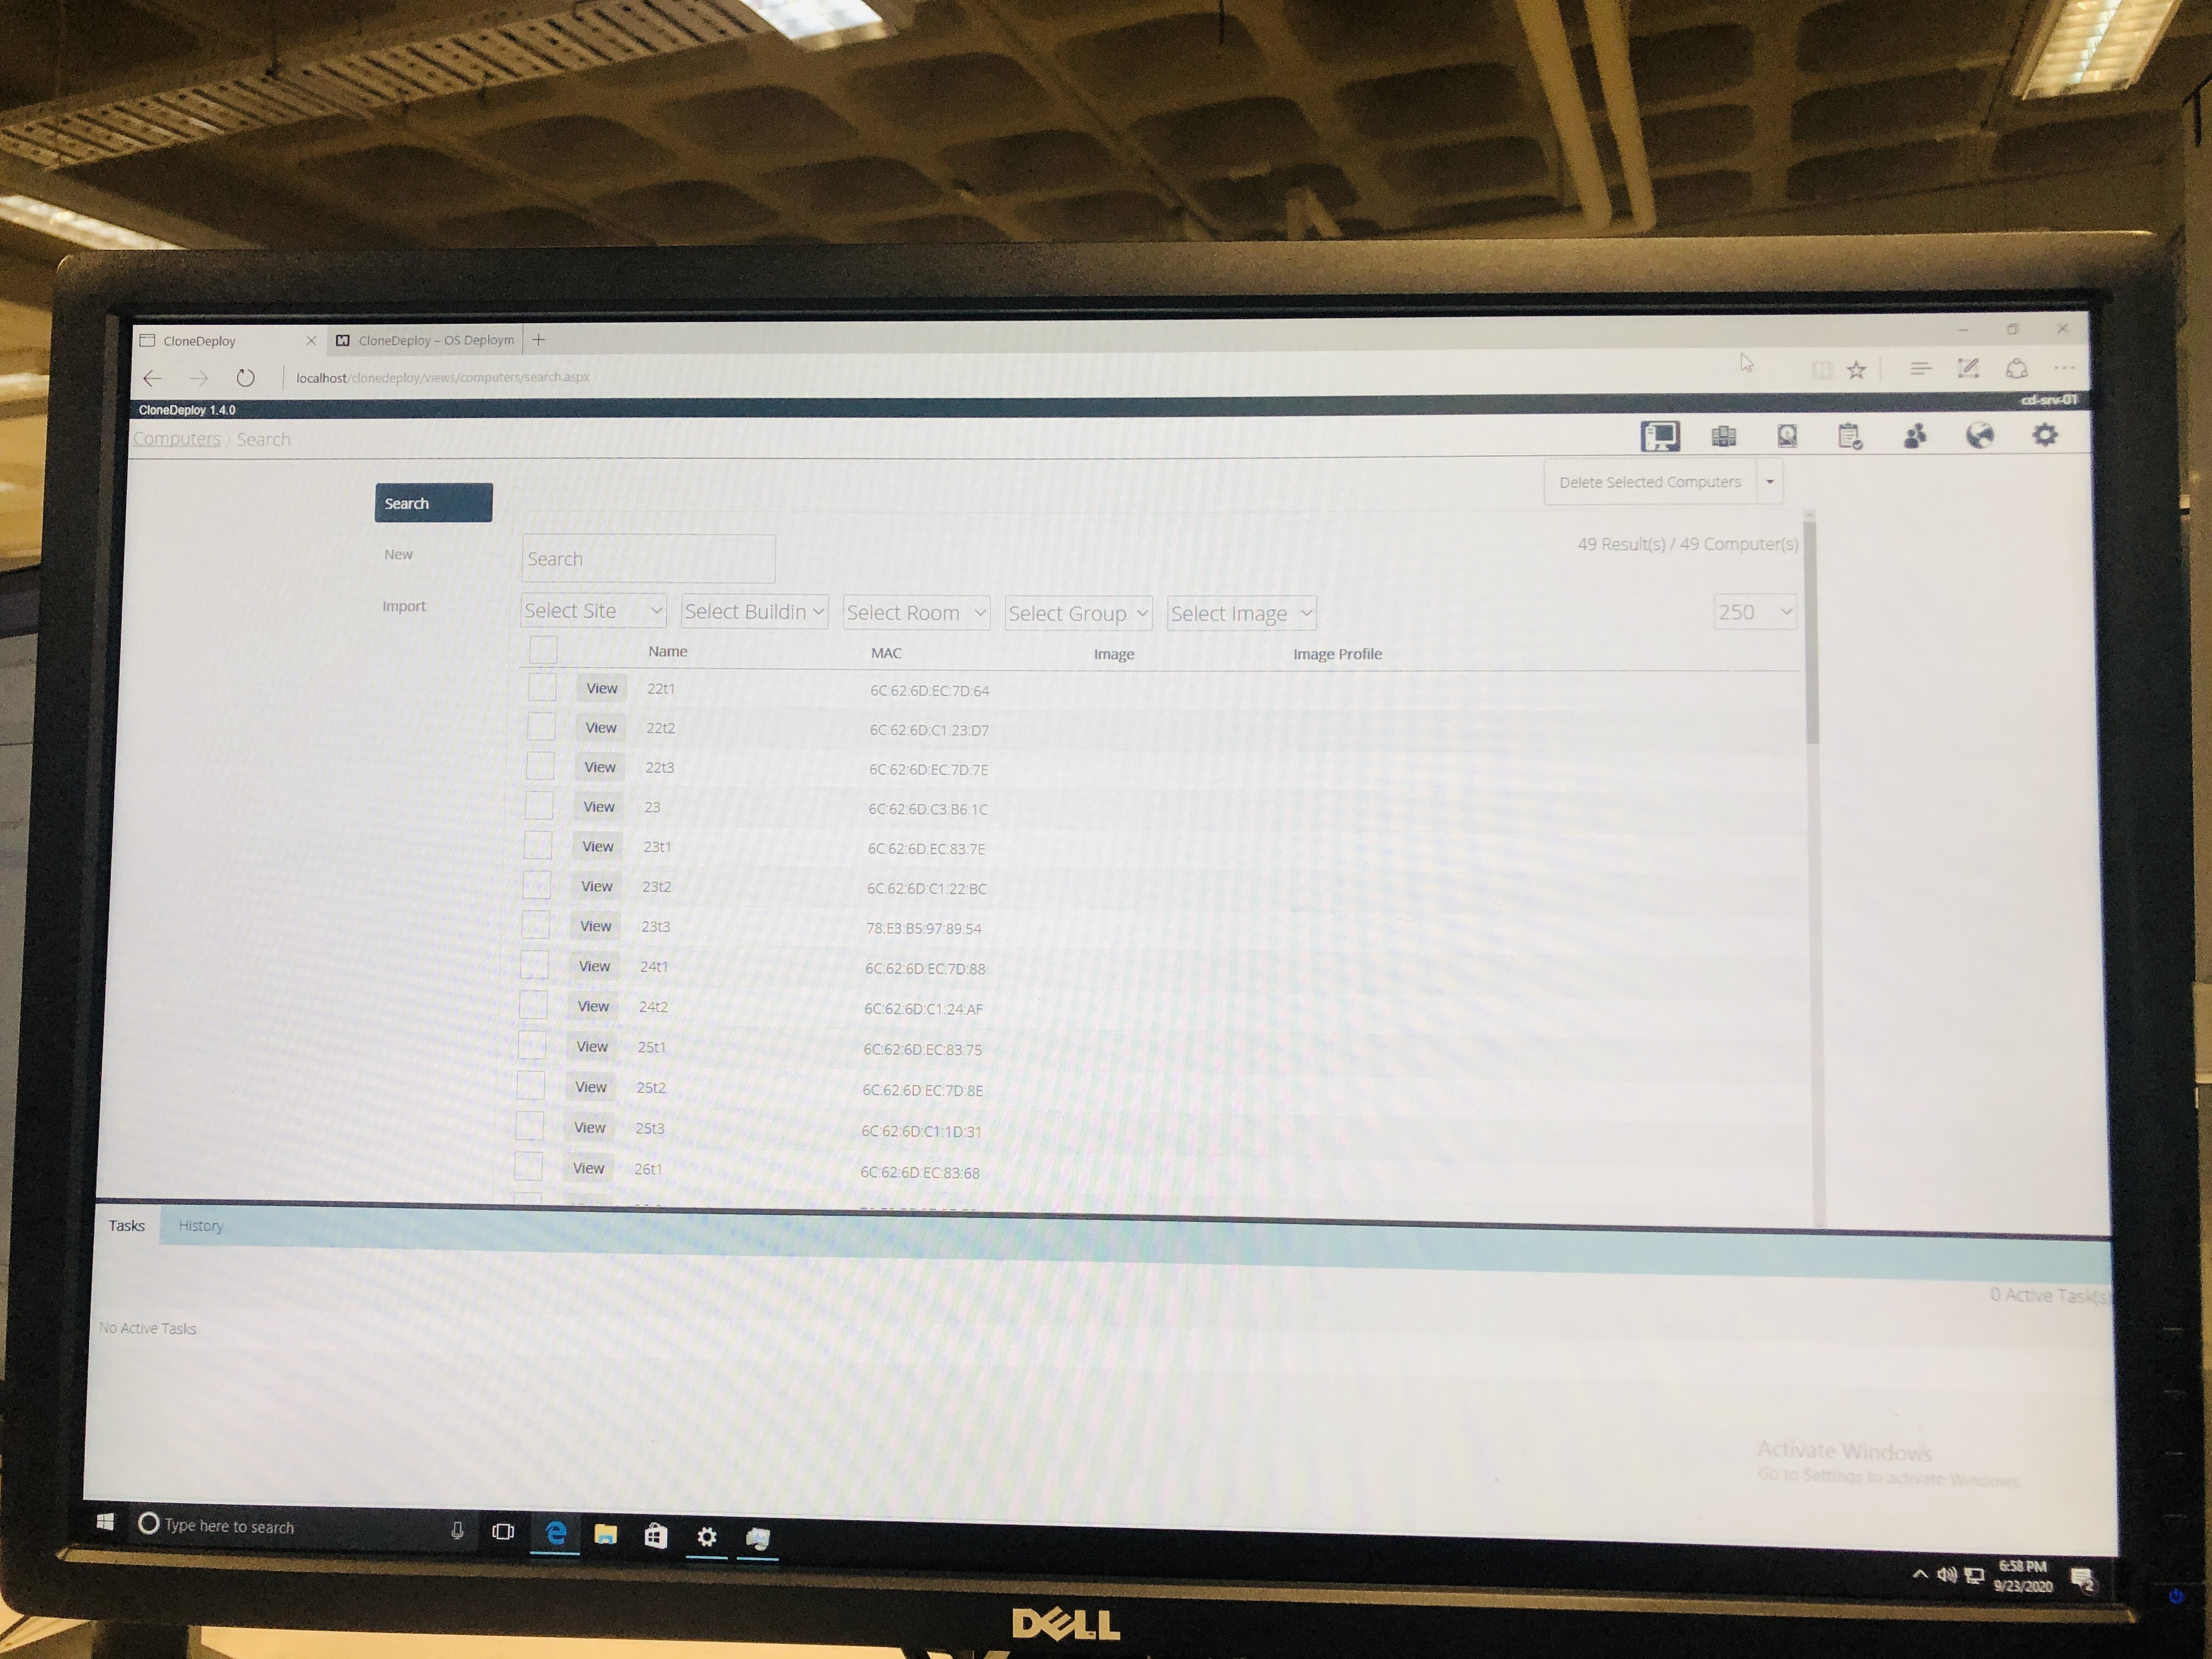 CloneDeploy
CloneDeploy – OS Deploym
localhost/clonedeploy/views/computers/search.aspx
CloneDeploy 1.4.0
cd-srv-01
Computers
Search
Delete Selected Computers
Search
New
Import
Search
49 Result(s) / 49 Computer(s)
Select Site
Select Buildin
Select Room
Select Group
Select Image
250
Name MAC Image Image Profile
View 22t1 6C:62:6D:EC:7D:64
View 22t2 6C:62:6D:C1:23:D7
View 22t3 6C:62:6D:EC:7D:7E
View 23 6C:62:6D:C3:B6:1C
View 23t1 6C:62:6D:EC:83:7E
View 23t2 6C:62:6D:C1:22:BC
View 23t3 78:E3:B5:97:89:54
View 24t1 6C:62:6D:EC:7D:88
View 24t2 6C:62:6D:C1:24:AF
View 25t1 6C:62:6D:EC:83:75
View 25t2 6C:62:6D:EC:7D:8E
View 25t3 6C:62:6D:C1:1D:31
View 26t1 6C:62:6D:EC:83:68
Tasks History
0 Active Task(s)
No Active Tasks
Activate Windows
Go to Settings to activate Windows.
Type here to search
6:58 PM
9/23/2020
2
DELL